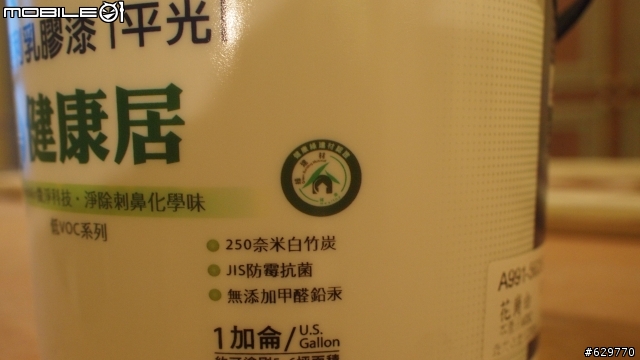 MOBILE01
乳膠漆 平光
健康居
淨科技・淨除刺鼻化學味
低VOC系列
250奈米白竹炭
JIS防霉抗菌
無添加甲醛鉛汞
1加侖/U.S. Gallon
A991-
#629770